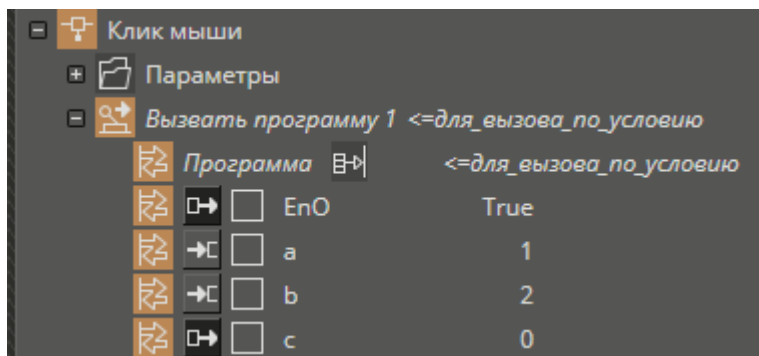 Клик мыши
Параметры
Вызвать программу 1 <=для_вызова_по_условию
Программа <=для_вызова_по_условию
EnO True
a 1
b 2
c 0